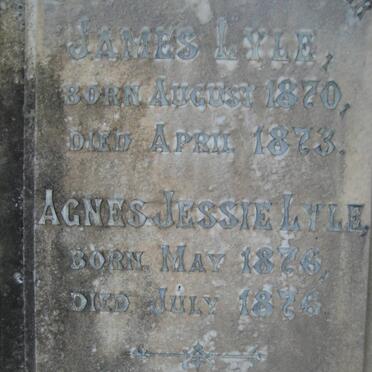 James Lyle,
Born August 1870,
Died April 1873.
Agnes Jessie Lyle,
Born May 1876,
Died July 1876